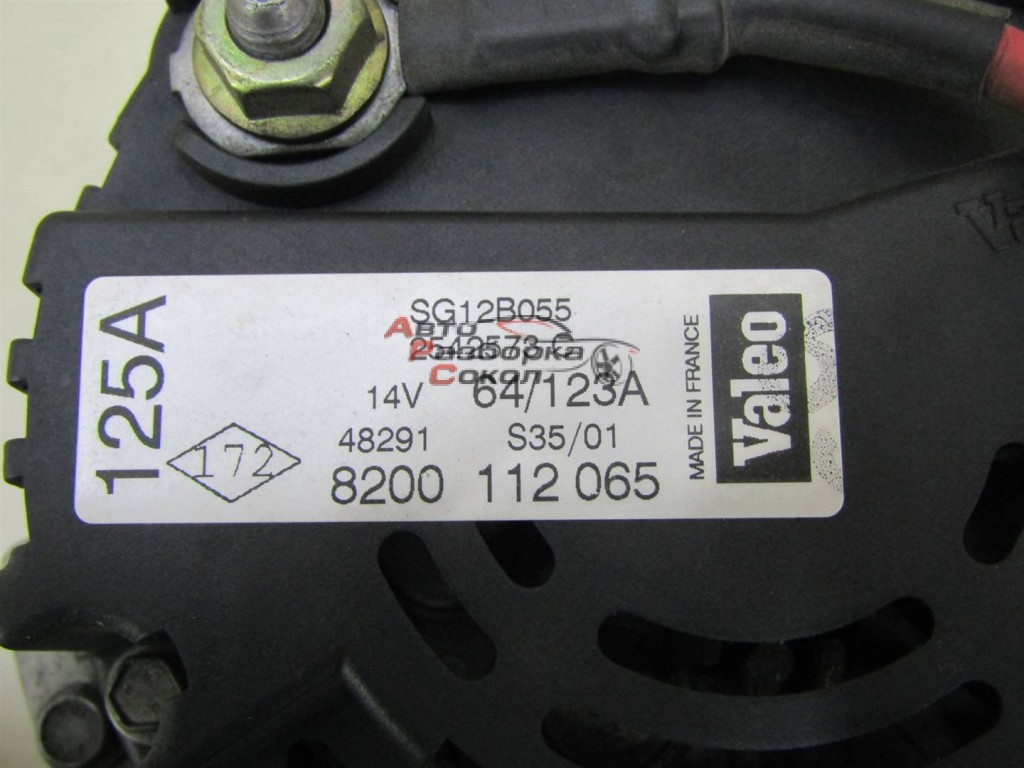 125A
SG12B055
Авто
2542573
Разборка
Сокол
14V 64/123A
172
48291 S35/01
8200 112 065
MADE IN FRANCE
Valeo